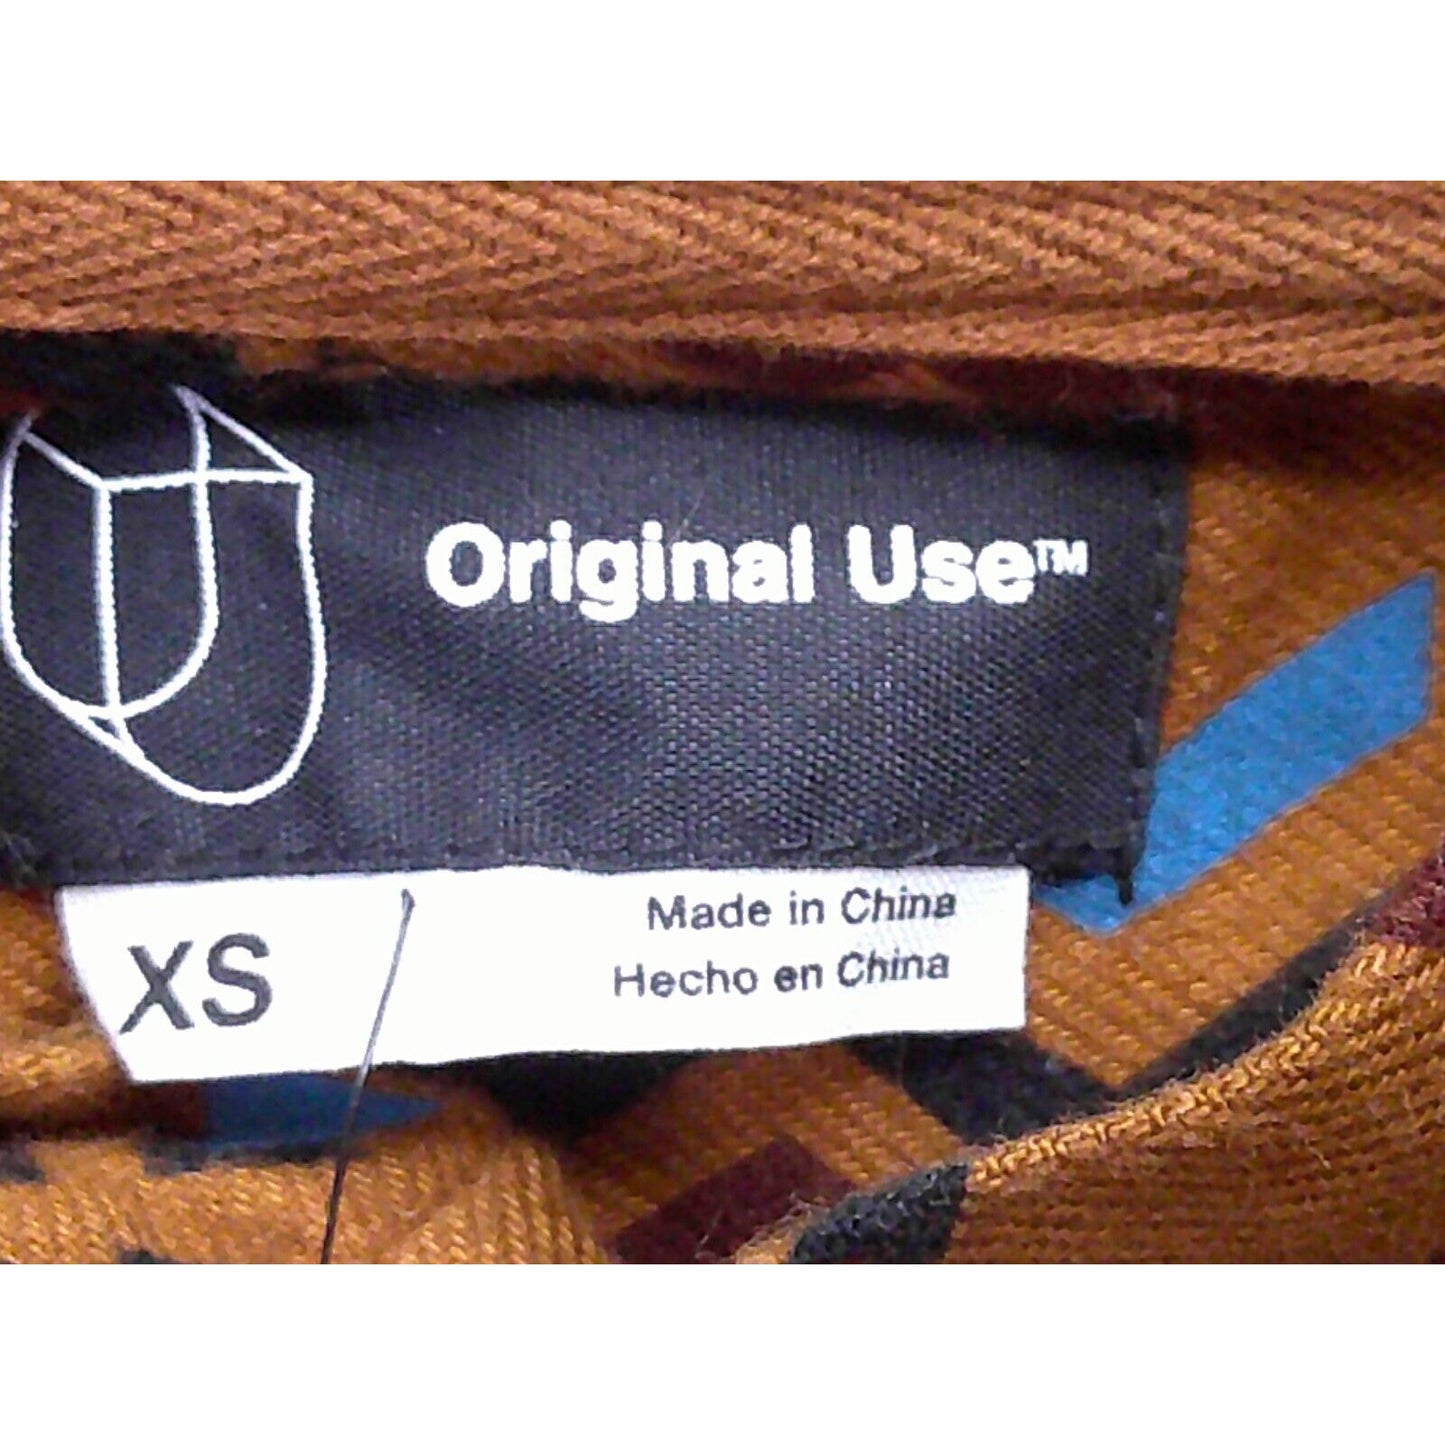 Original Use™
XS
Made in China
Hecho en China